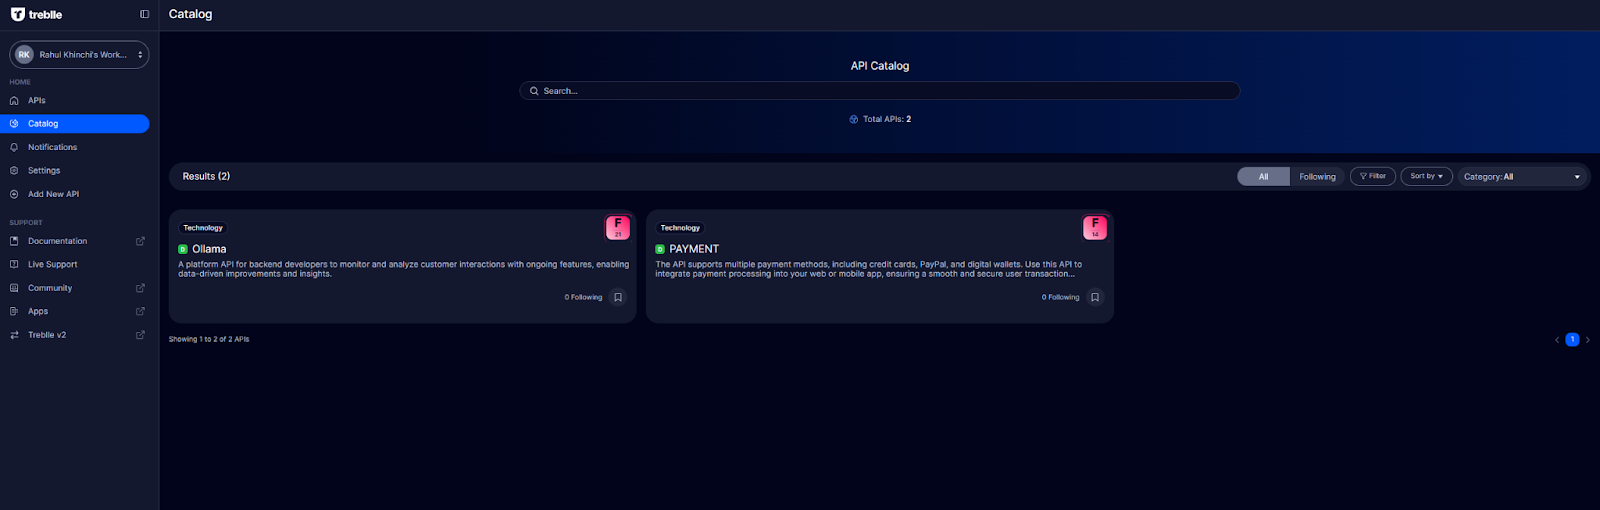 treblle
Catalog
RK Rahul Khinchi's Work...
HOME
APIs
Catalog
Notifications
Settings
Add New API
SUPPORT
Documentation
Live Support
Community
Apps
Treblle v2
API Catalog
Search...
Total APIs: 2
Results (2)
All Following Filter Sort by Category: All
Technology
F
21
D Ollama
A platform API for backend developers to monitor and analyze customer interactions with ongoing features, enabling
data-driven improvements and insights.
0 Following
Technology
F
14
D PAYMENT
The API supports multiple payment methods, including credit cards, PayPal, and digital wallets. Use this API to
integrate payment processing into your web or mobile app, ensuring a smooth and secure user transaction...
0 Following
Showing 1 to 2 of 2 APIs
1